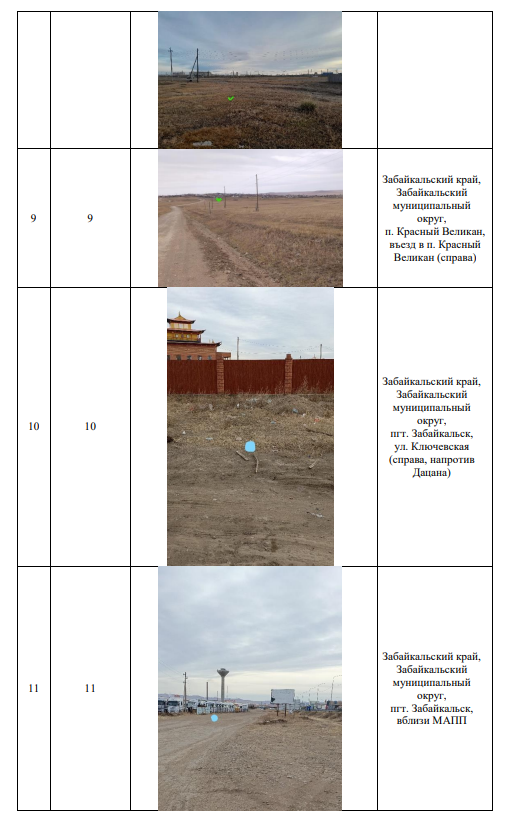 9
9
Забайкальский край,
Забайкальский
муниципальный
округ,
п. Красный Великан,
въезд в п. Красный
Великан (справа)
10
10
Забайкальский край,
Забайкальский
муниципальный
округ,
пгт. Забайкальск,
ул. Ключевская
(справа, напротив
Дацана)
11
11
Забайкальский край,
Забайкальский
муниципальный
округ,
пгт. Забайкальск,
вблизи МАПП